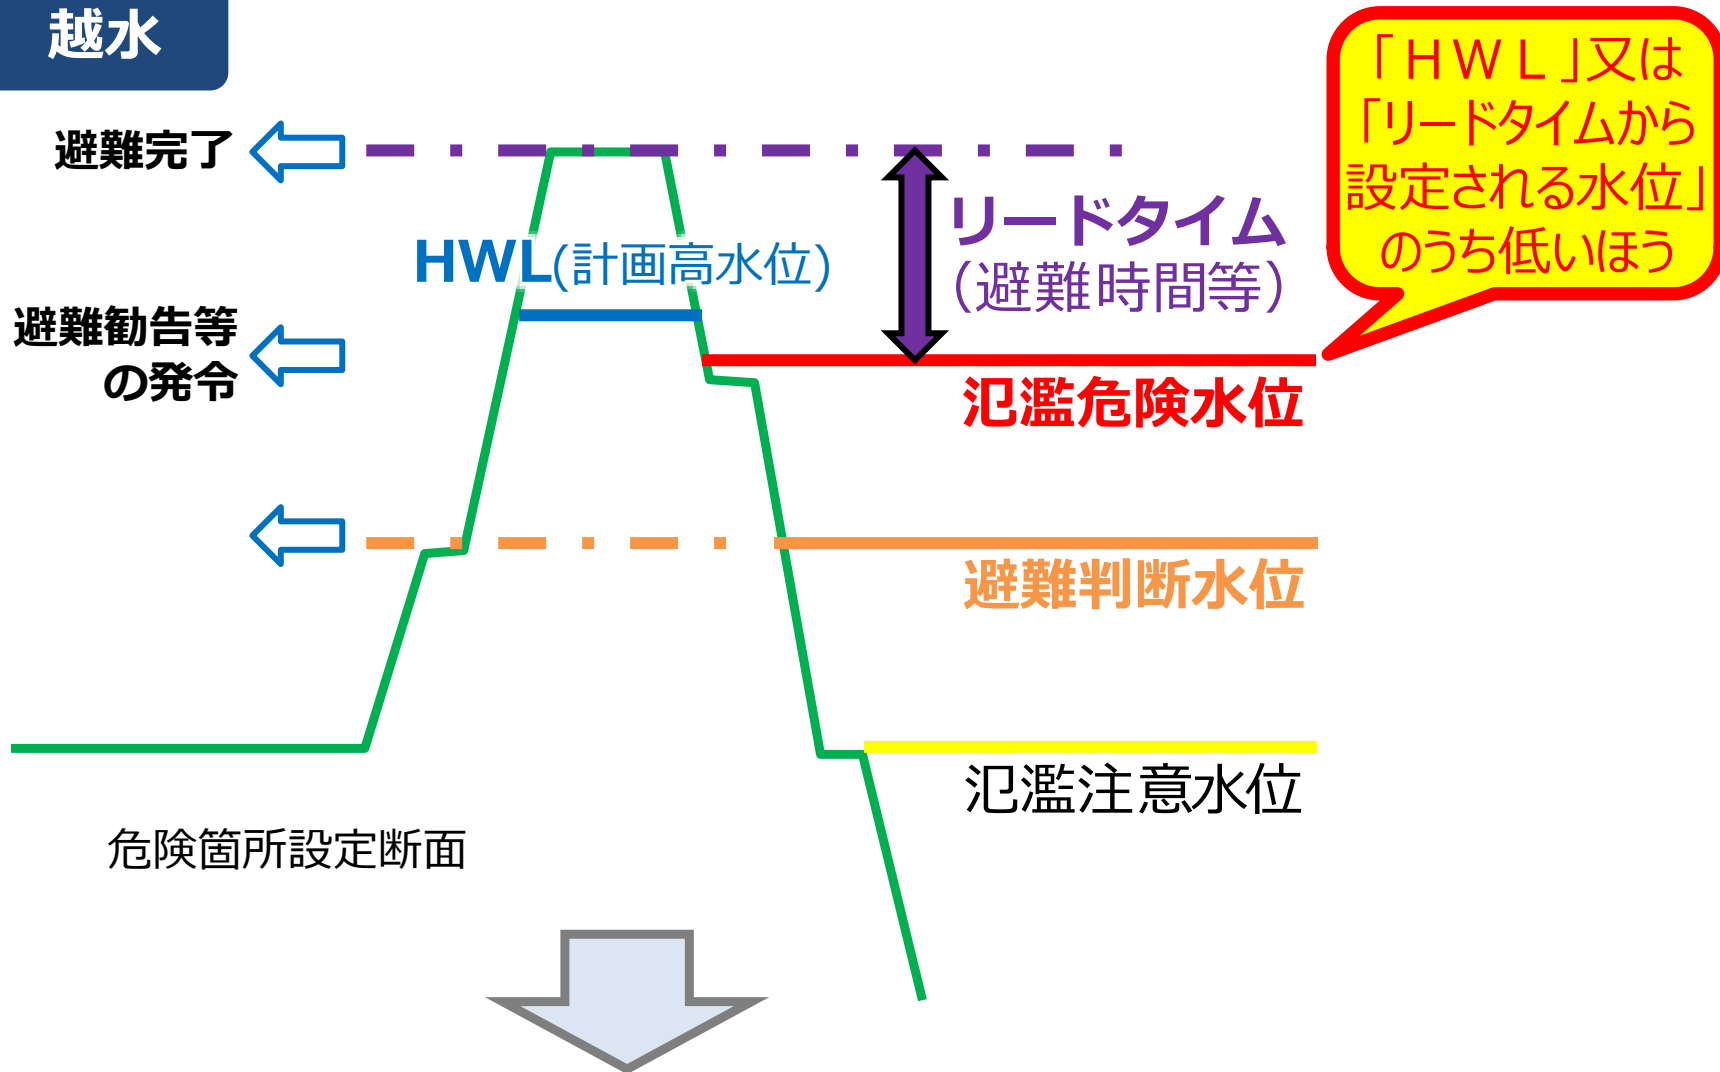 越水
「ＨＷＬ」又は
「リードタイムから
設定される水位」
のうち低いほう
避難完了
リードタイム
(避難時間等)
HWL(計画高水位)
避難勧告等
の発令
氾濫危険水位
避難判断水位
氾濫注意水位
危険箇所設定断面